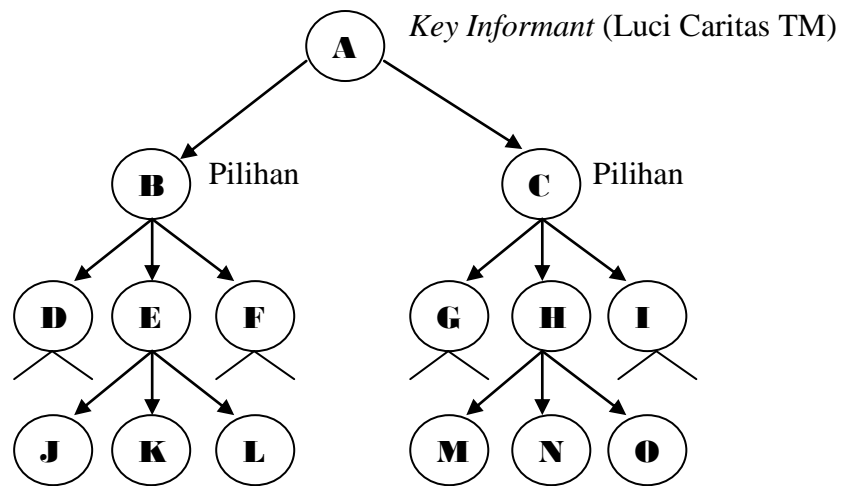 Key Informant (Luci Caritas TM)
A
B Pilihan C Pilihan
D E F G H I
J K L M N O